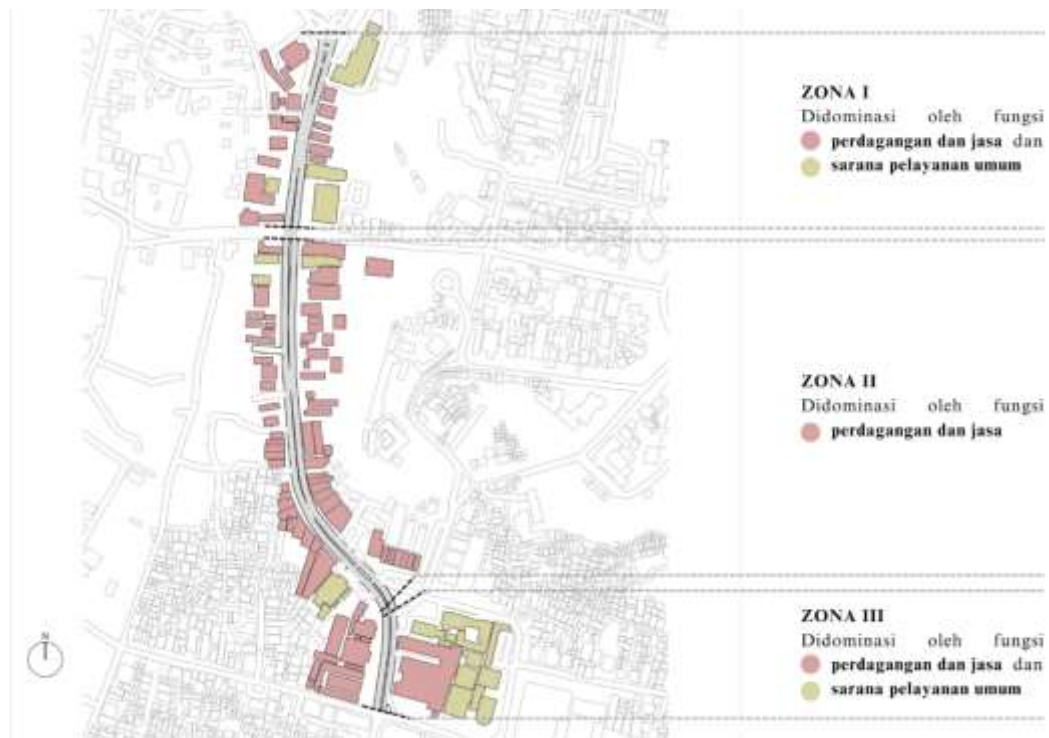 ZONA I
Didominasi oleh fungsi
perdagangan dan jasa dan
sarana pelayanan umum
ZONA II
Didominasi oleh fungsi
perdagangan dan jasa
N
ZONA III
Didominasi oleh fungsi
perdagangan dan jasa dan
sarana pelayanan umum